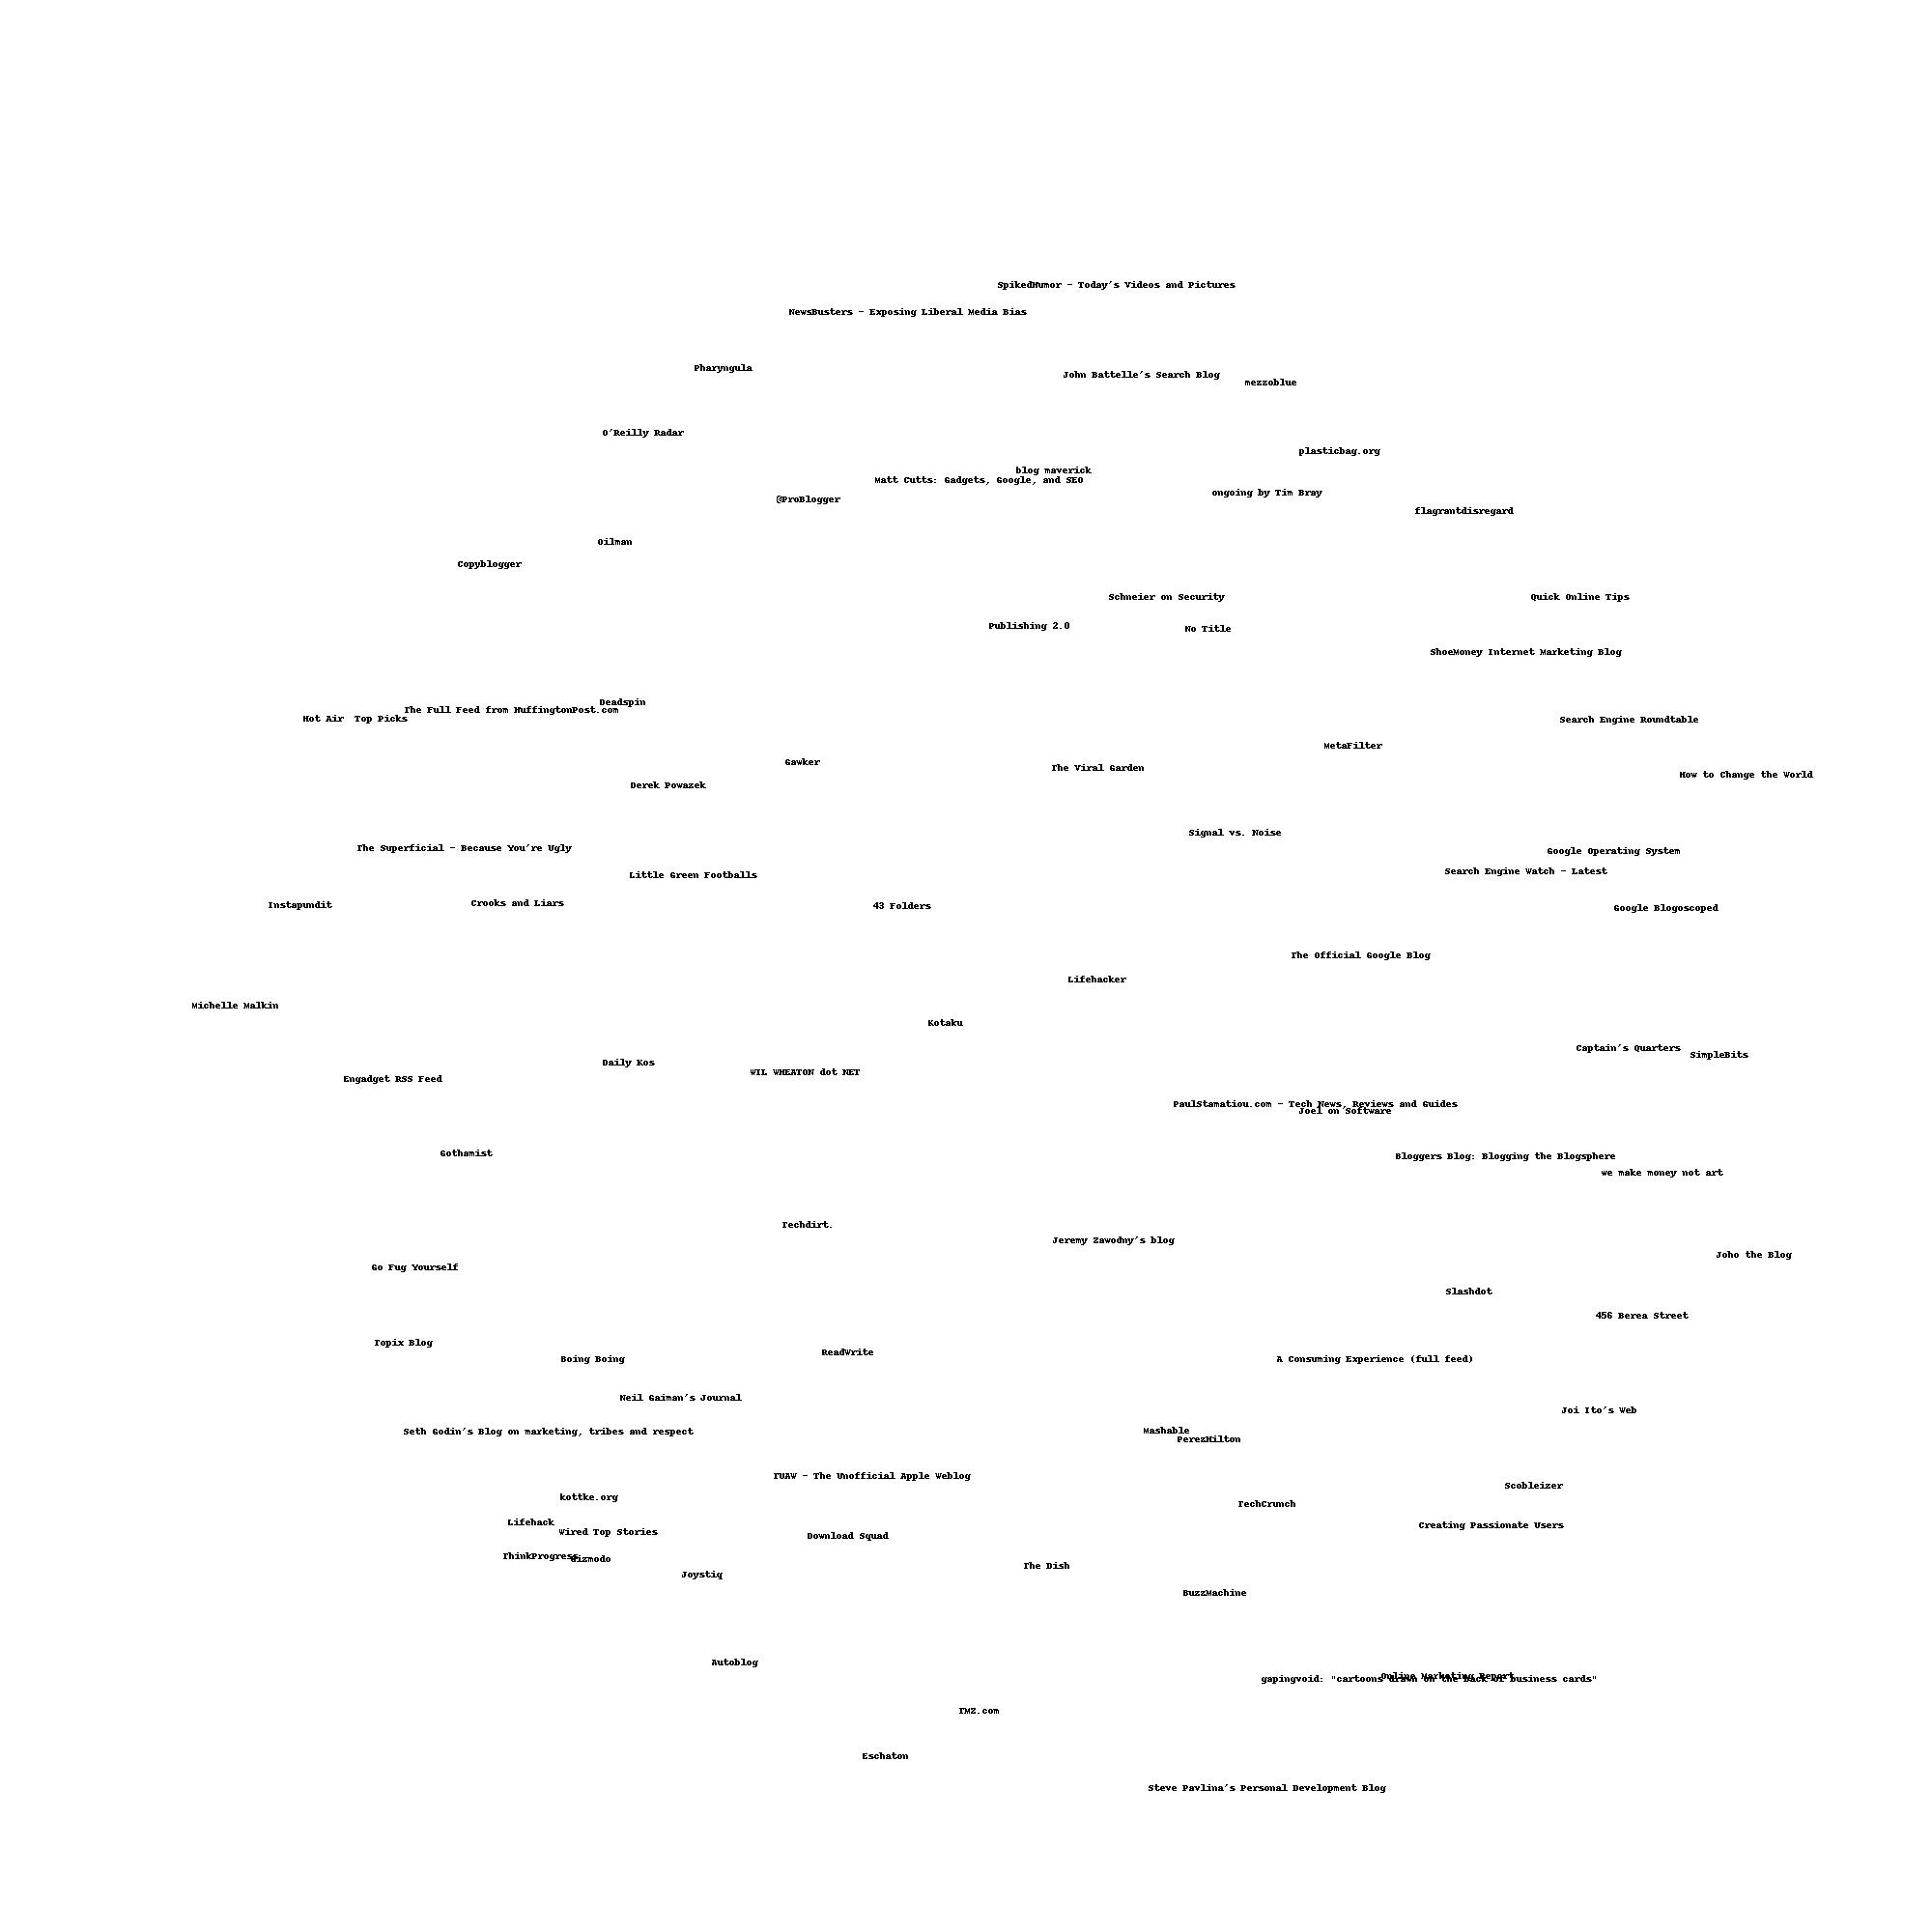 SpikedHumor - Today's Videos and Pictures
NewsBusters - Exposing Liberal Media Bias
Pharyngula
John Battelle's Search Blog
mezzoblue
O'Reilly Radar
plasticbag.org
blog maverick
Matt Cutts: Gadgets, Google, and SEO
ongoing by Tim Bray
@ProBlogger
flagrantdisregard
Oilman
Copyblogger
Schneier on Security
Quick Online Tips
Publishing 2.0
No Title
ShoeMoney Internet Marketing Blog
Deadspin
The Full Feed from HuffingtonPost.com
Hot Air  Top Picks
Search Engine Roundtable
MetaFilter
Gawker
The Viral Garden
How to Change the World
Derek Powazek
Signal vs. Noise
The Superficial - Because You're Ugly
Google Operating System
Search Engine Watch - Latest
Little Green Footballs
Instapundit
Crooks and Liars
43 Folders
Google Blogoscoped
The Official Google Blog
Lifehacker
Michelle Malkin
Kotaku
Captain's Quarters
SimpleBits
Daily Kos
WIL WHEATON dot NET
Engadget RSS Feed
PaulStamatiou.com - Tech News, Reviews and Guides
Joel on Software
Gothamist
Bloggers Blog: Blogging the Blogsphere
we make money not art
Techdirt.
Jeremy Zawodny's blog
Joho the Blog
Go Fug Yourself
Slashdot
456 Berea Street
Topix Blog
ReadWrite
Boing Boing
A Consuming Experience (full feed)
Neil Gaiman's Journal
Joi Ito's Web
Seth Godin's Blog on marketing, tribes and respect
Mashable
PerezHilton
TUAW - The Unofficial Apple Weblog
Scobleizer
kottke.org
TechCrunch
Lifehack
Creating Passionate Users
Wired Top Stories
Download Squad
ThinkProgress
Gizmodo
The Dish
Joystiq
BuzzMachine
Autoblog
Online Marketing Report
gapingvoid: "cartoons drawn on the back of business cards"
TMZ.com
Eschaton
Steve Pavlina's Personal Development Blog